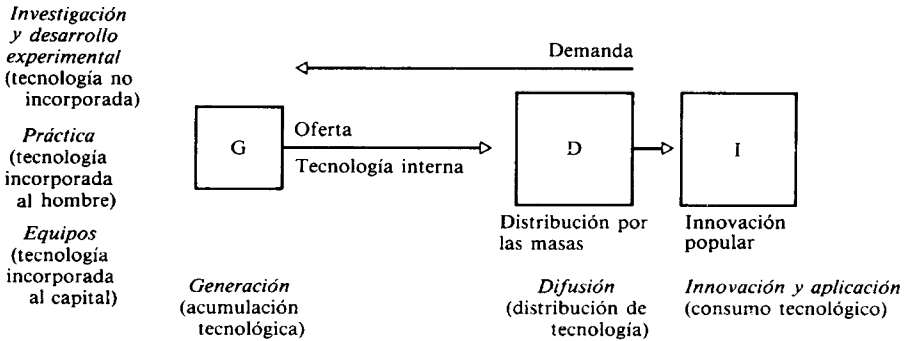 Investigación
y desarrollo
experimental
(tecnología no
incorporada)
Práctica
(tecnología
incorporada
al hombre)
Equipos
(tecnología
incorporada
al capital)
Demanda
G
Oferta
Tecnología interna
D
I
Distribución por
las masas
Innovación
popular
Generación
(acumulación
tecnológica)
Difusión
(distribución de
tecnología)
Innovación y aplicación
(consumo tecnológico)